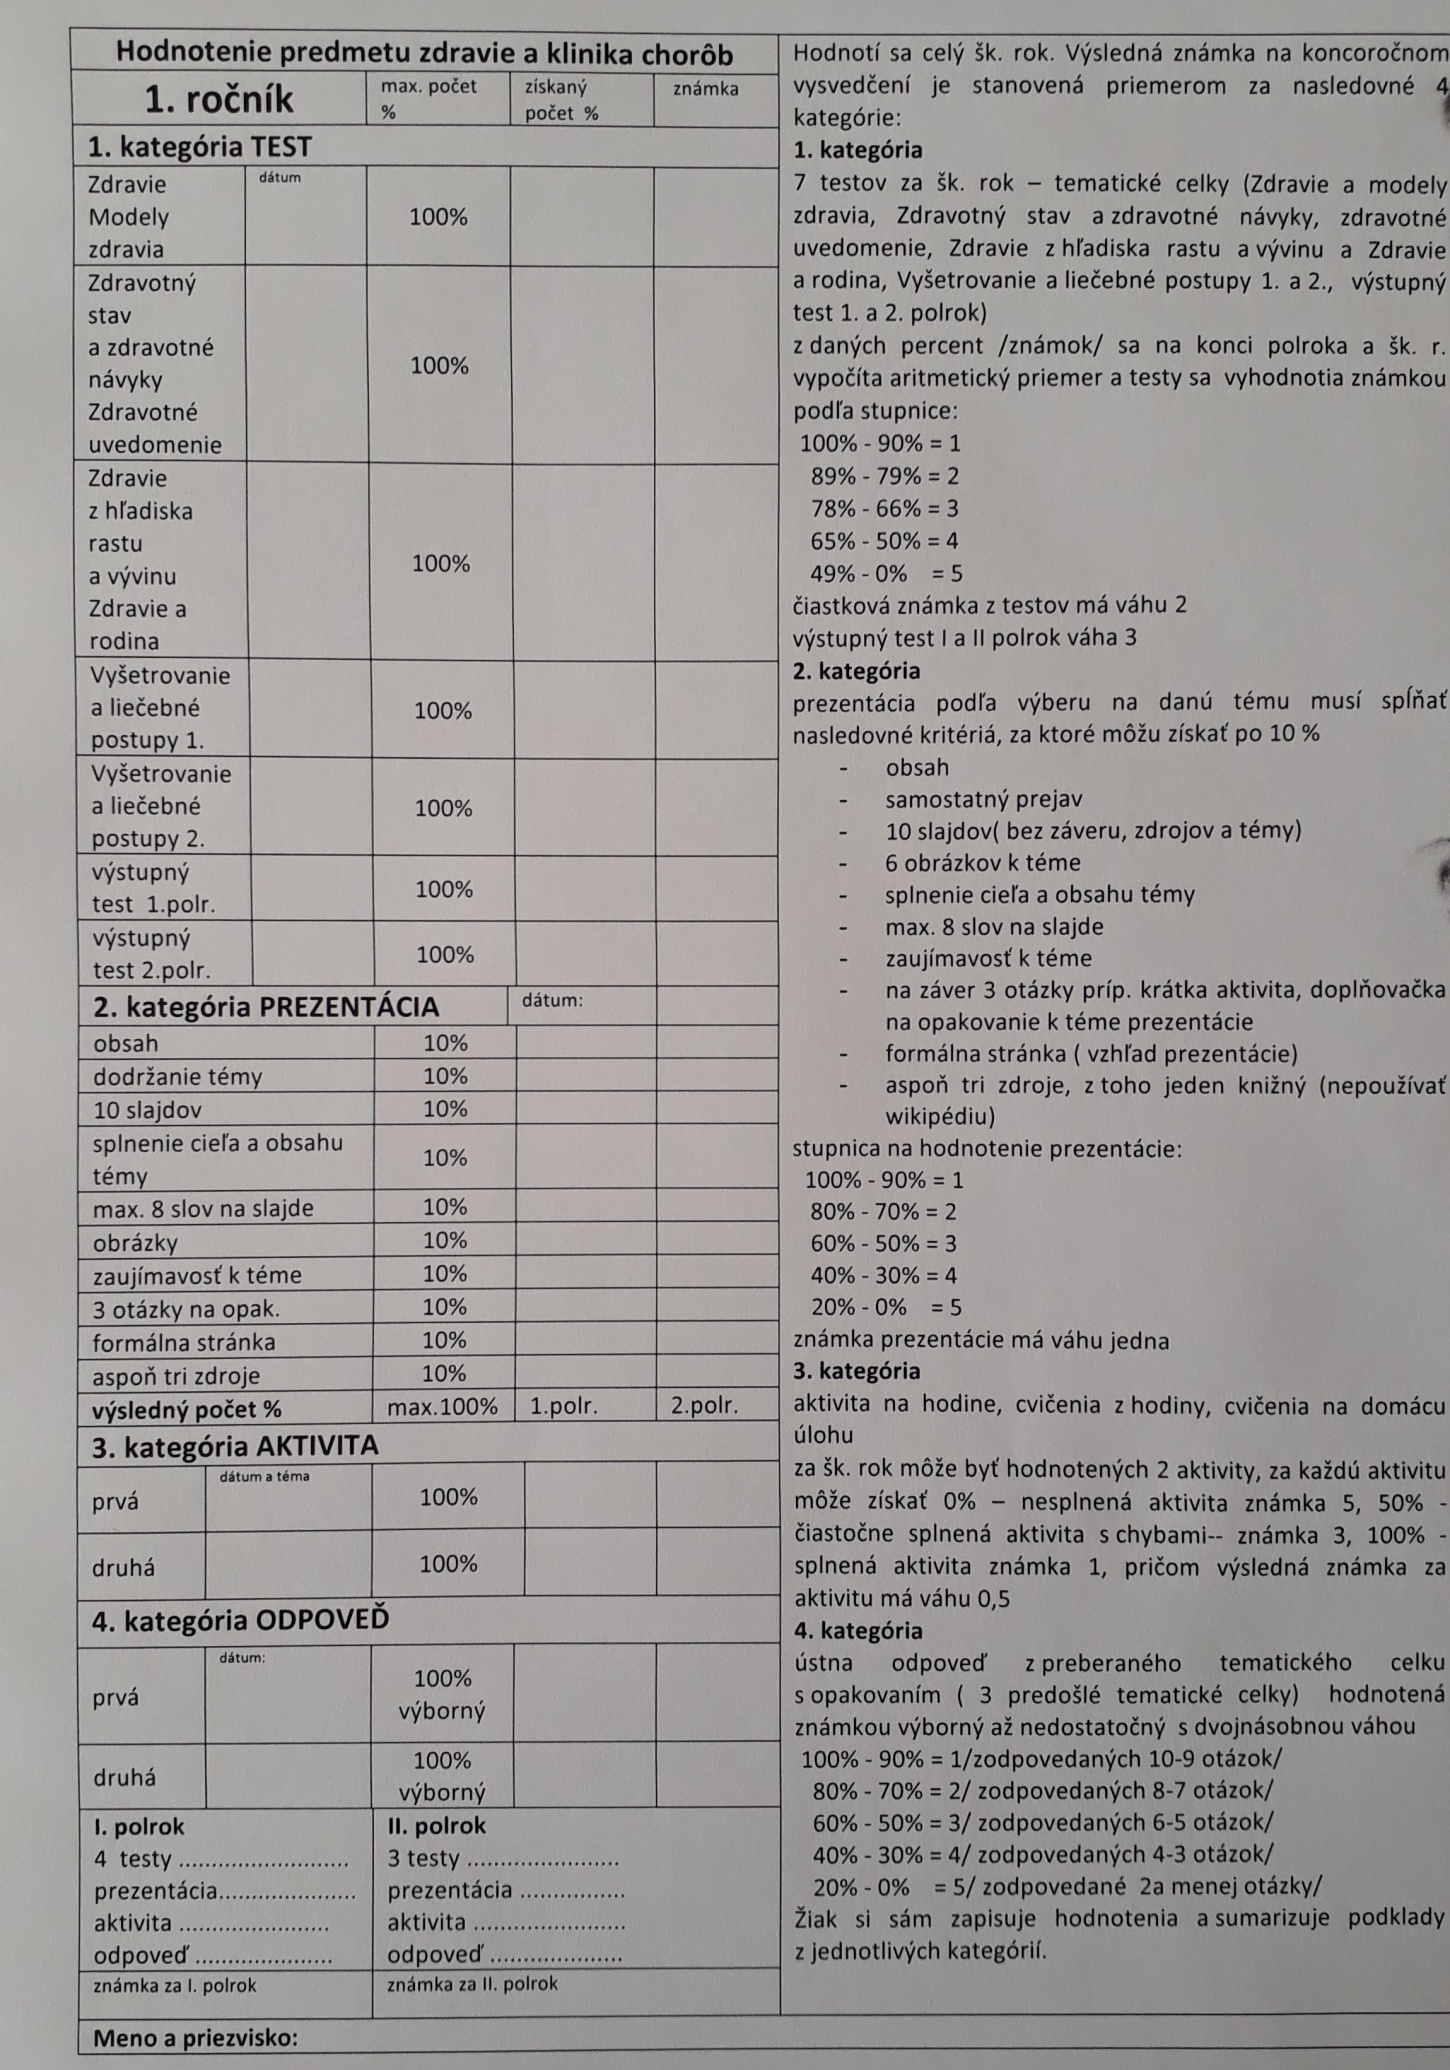 Hodnotenie predmetu zdravie a klinika chorôb
1. ročník
max. počet
%
získaný
počet %
známka
1. kategória TEST
Zdravie
Modely
zdravia
dátum
100%
Zdravotný
stav
a zdravotné
návyky
Zdravotné
uvedomenie
100%
Zdravie
z hľadiska
rastu
a vývinu
Zdravie a
rodina
100%
Vyšetrovanie
a liečebné
postupy 1.
100%
Vyšetrovanie
a liečebné
postupy 2.
100%
výstupný
test 1.polr.
100%
výstupný
test 2.polr.
100%
2. kategória PREZENTÁCIA
dátum:
obsah 10%
dodržanie témy 10%
10 slajdov 10%
splnenie cieľa a obsahu
témy
10%
max. 8 slov na slajde 10%
obrázky 10%
zaujímavosť k téme 10%
3 otázky na opak. 10%
formálna stránka 10%
aspoň tri zdroje 10%
výsledný počet % max.100% 1.polr. 2.polr.
3. kategória AKTIVITA
dátum a téma
prvá 100%
druhá 100%
4. kategória ODPOVEĎ
dátum:
prvá
100%
výborný
druhá
100%
výborný
I. polrok
4 testy ..........................
prezentácia.....................
aktivita .......................
odpoveď .....................
známka za I. polrok
II. polrok
3 testy .......................
prezentácia ................
aktivita .......................
odpoveď ....................
známka za II. polrok
Hodnotí sa celý šk. rok. Výsledná známka na koncoročnom
vysvedčení je stanovená priemerom za nasledovné 4
kategórie:
1. kategória
7 testov za šk. rok – tematické celky (Zdravie a modely
zdravia, Zdravotný stav a zdravotné návyky, zdravotné
uvedomenie, Zdravie z hľadiska rastu a vývinu a Zdravie
a rodina, Vyšetrovanie a liečebné postupy 1. a 2., výstupný
test 1. a 2. polrok)
z daných percent /známok/ sa na konci polroka a šk. r.
vypočíta aritmetický priemer a testy sa vyhodnotia známkou
podľa stupnice:
100% - 90% = 1
89% - 79% = 2
78% - 66% = 3
65% - 50% = 4
49% - 0% = 5
čiastková známka z testov má váhu 2
výstupný test I a II polrok váha 3
2. kategória
prezentácia podľa výberu na danú tému musí spĺňať
nasledovné kritériá, za ktoré môžu získať po 10 %
- obsah
- samostatný prejav
- 10 slajdov( bez záveru, zdrojov a témy)
- 6 obrázkov k téme
- splnenie cieľa a obsahu témy
- max. 8 slov na slajde
- zaujímavosť k téme
- na záver 3 otázky príp. krátka aktivita, doplňovačka
na opakovanie k téme prezentácie
- formálna stránka ( vzhľad prezentácie)
- aspoň tri zdroje, z toho jeden knižný (nepoužívať
wikipédiu)
stupnica na hodnotenie prezentácie:
100% - 90% = 1
80% - 70% = 2
60% - 50% = 3
40% - 30% = 4
20% - 0% = 5
známka prezentácie má váhu jedna
3. kategória
aktivita na hodine, cvičenia z hodiny, cvičenia na domácu
úlohu
za šk. rok môže byť hodnotených 2 aktivity, za každú aktivitu
môže získať 0% – nesplnená aktivita známka 5, 50% -
čiastočne splnená aktivita s chybami-- známka 3, 100% -
splnená aktivita známka 1, pričom výsledná známka za
aktivitu má váhu 0,5
4. kategória
ústna odpoveď z preberaného tematického celku
s opakovaním ( 3 predošlé tematické celky) hodnotená
známkou výborný až nedostatočný s dvojnásobnou váhou
100% - 90% = 1/zodpovedaných 10-9 otázok/
80% - 70% = 2/ zodpovedaných 8-7 otázok/
60% - 50% = 3/ zodpovedaných 6-5 otázok/
40% - 30% = 4/ zodpovedaných 4-3 otázok/
20% - 0% = 5/ zodpovedané 2a menej otázky/
Žiak si sám zapisuje hodnotenia a sumarizuje podklady
z jednotlivých kategórií.
Meno a priezvisko: